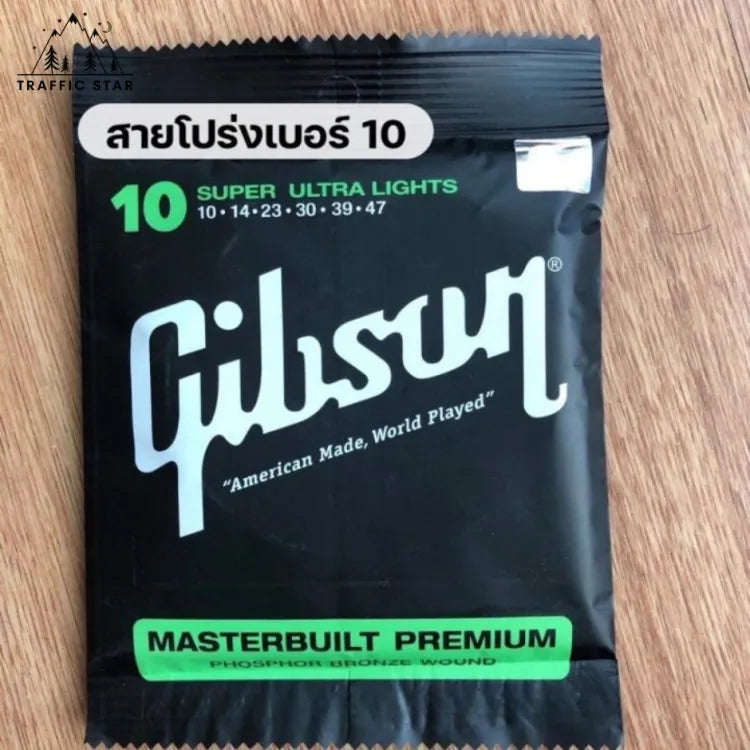 TRAFFIC STAR
สายโปร่งเบอร์ 10
10 SUPER ULTRA LIGHTS
10 • 14 • 23 • 30 • 39 • 47
Gibson®
"American Made, World Played"
MASTERBUILT PREMIUM
PHOSPHOR BRONZE WOUND